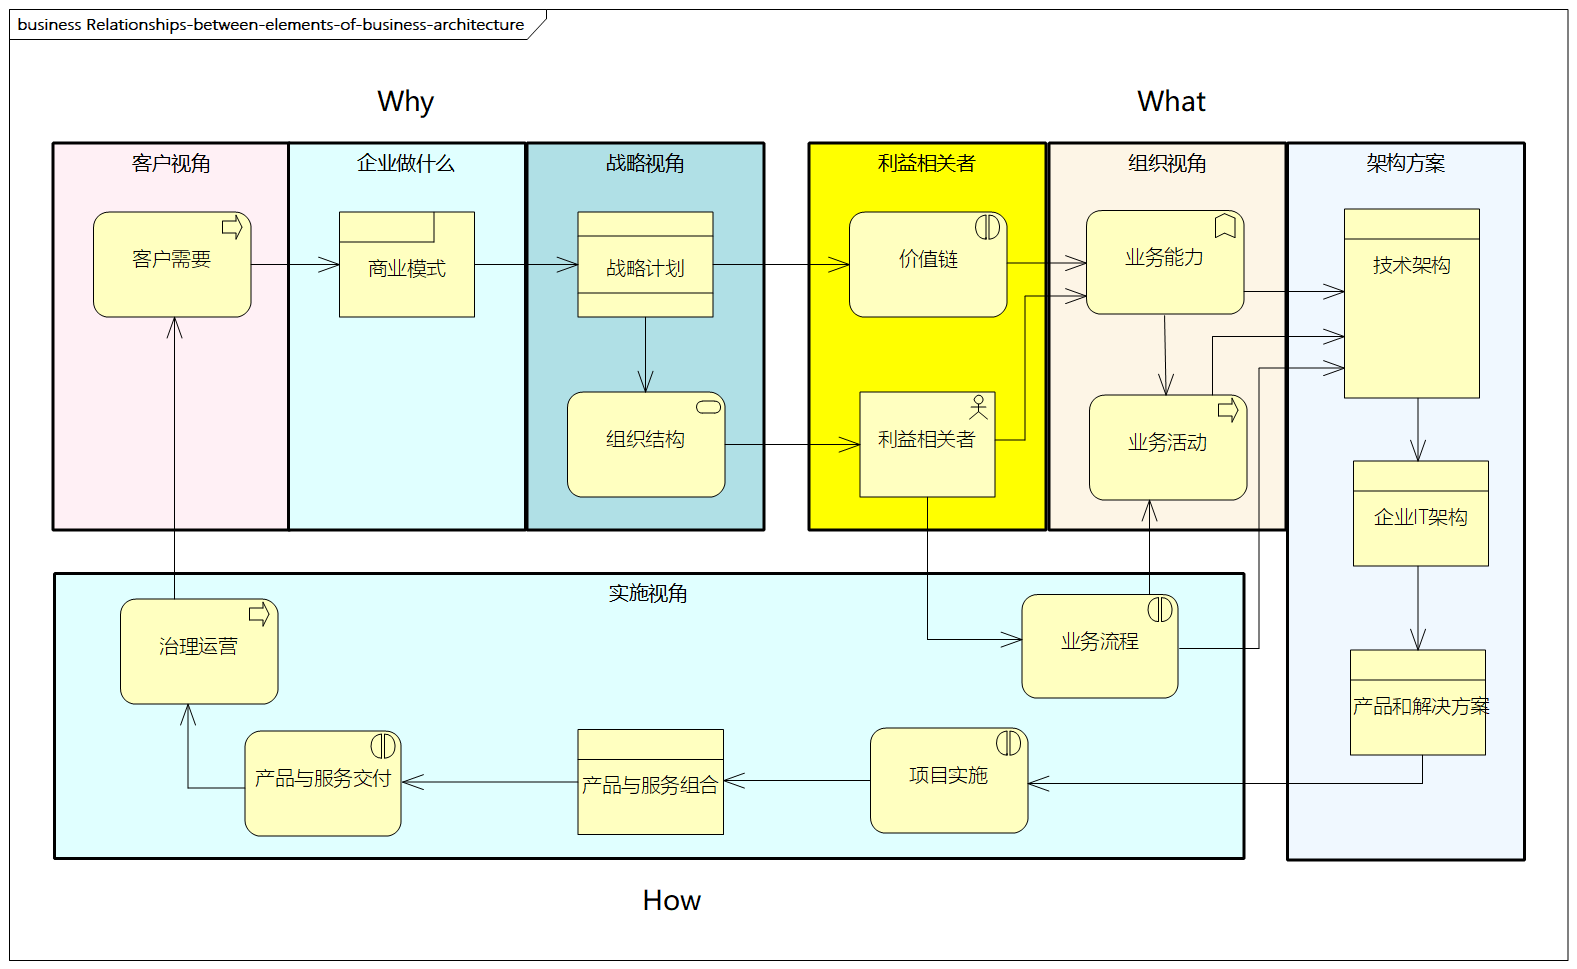 business Relationships-between-elements-of-business-architecture
Why
What
客户视角
企业做什么
战略视角
利益相关者
组织视角
架构方案
客户需要
商业模式
战略计划
价值链
业务能力
技术架构
组织结构
利益相关者
业务活动
企业IT架构
实施视角
治理运营
业务流程
产品和解决方案
产品与服务交付
产品与服务组合
项目实施
How